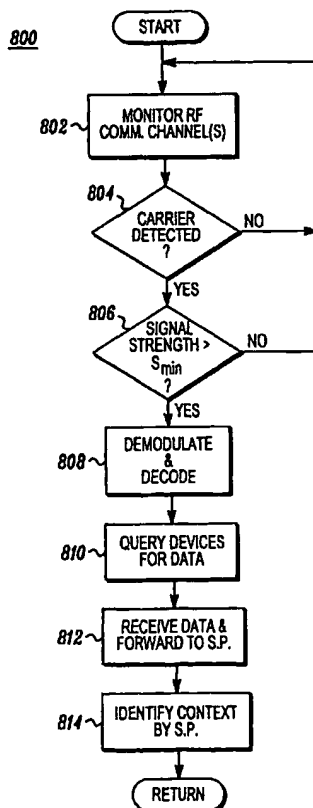 800
START
802
MONITOR RF
COMM. CHANNEL(S)
804
CARRIER
DETECTED
?
NO
YES
806
SIGNAL
STRENGTH >
Smin
?
NO
YES
808
DEMODULATE
&
DECODE
810
QUERY DEVICES
FOR DATA
812
RECEIVE DATA &
FORWARD TO S.P.
814
IDENTIFY CONTEXT
BY S.P.
RETURN